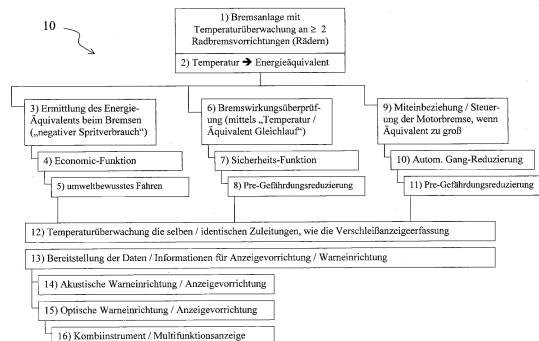 10
1) Bremsanlage mit
Temperaturüberwachung an ≥ 2
Radbremsvorrichtungen (Rädern)
2) Temperatur ➔ Energieäquivalent
3) Ermittlung des Energie-
Äquivalents beim Bremsen
(„negativer Spritverbrauch“)
4) Economic-Funktion
5) umweltbewusstes Fahren
6) Bremswirkungsüberprüf-
fung (mittels „Temperatur /
Äquivalent Gleichlauf“)
7) Sicherheits-Funktion
8) Pre-Gefährdungsreduzierung
9) Miteinbeziehung / Steuer-
ung der Motorbremse, wenn
Äquivalent zu groß
10) Autom. Gang-Reduzierung
11) Pre-Gefährdungsreduzierung
12) Temperaturüberwachung die selben / identischen Zuleitungen, wie die Verschleißanzeigeerfassung
13) Bereitstellung der Daten / Informationen für Anzeigevorrichtung / Warneinrichtung
14) Akustische Warneinrichtung / Anzeigevorrichtung
15) Optische Warneinrichtung / Anzeigevorrichtung
16) Kombiinstrument / Multifunktionsanzeige